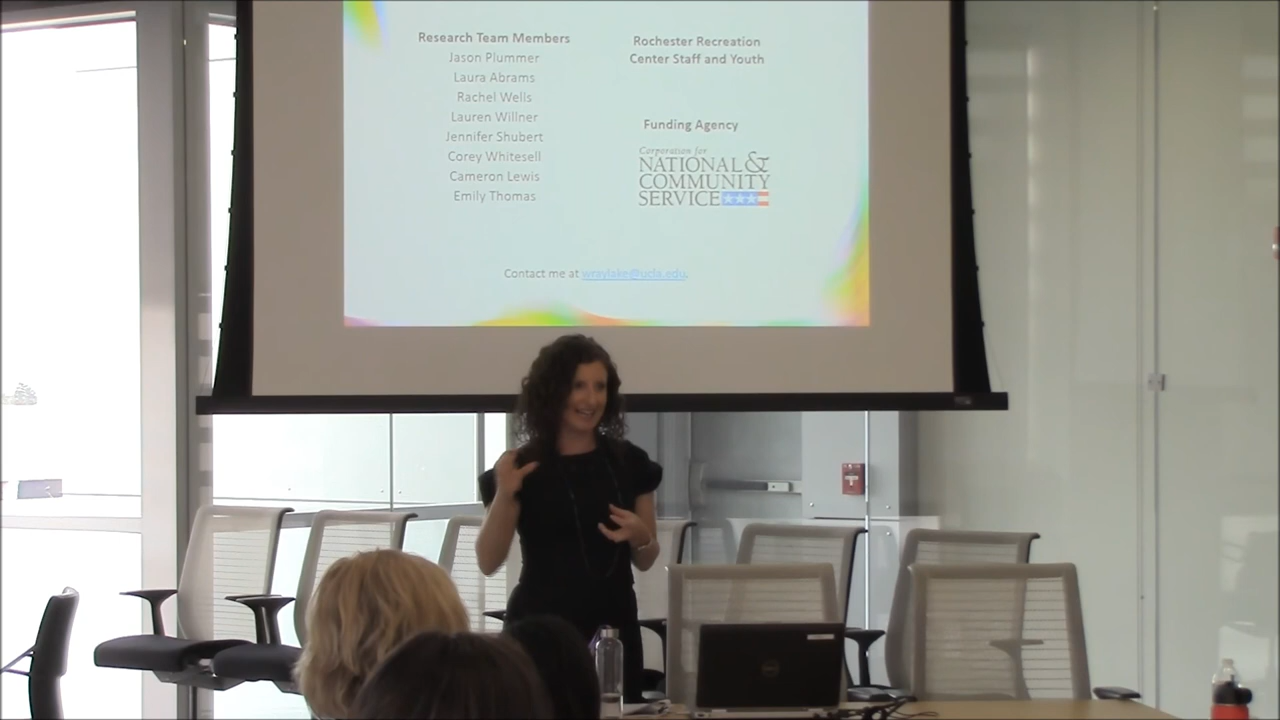 Research Team Members
Jason Plummer
Laura Abrams
Rachel Wells
Lauren Willner
Jennifer Shubert
Corey Whitesell
Cameron Lewis
Emily Thomas
Rochester Recreation
Center Staff and Youth
Funding Agency
Corporation for
NATIONAL &
COMMUNITY
SERVICE
Contact me at wraylake@ucla.edu.